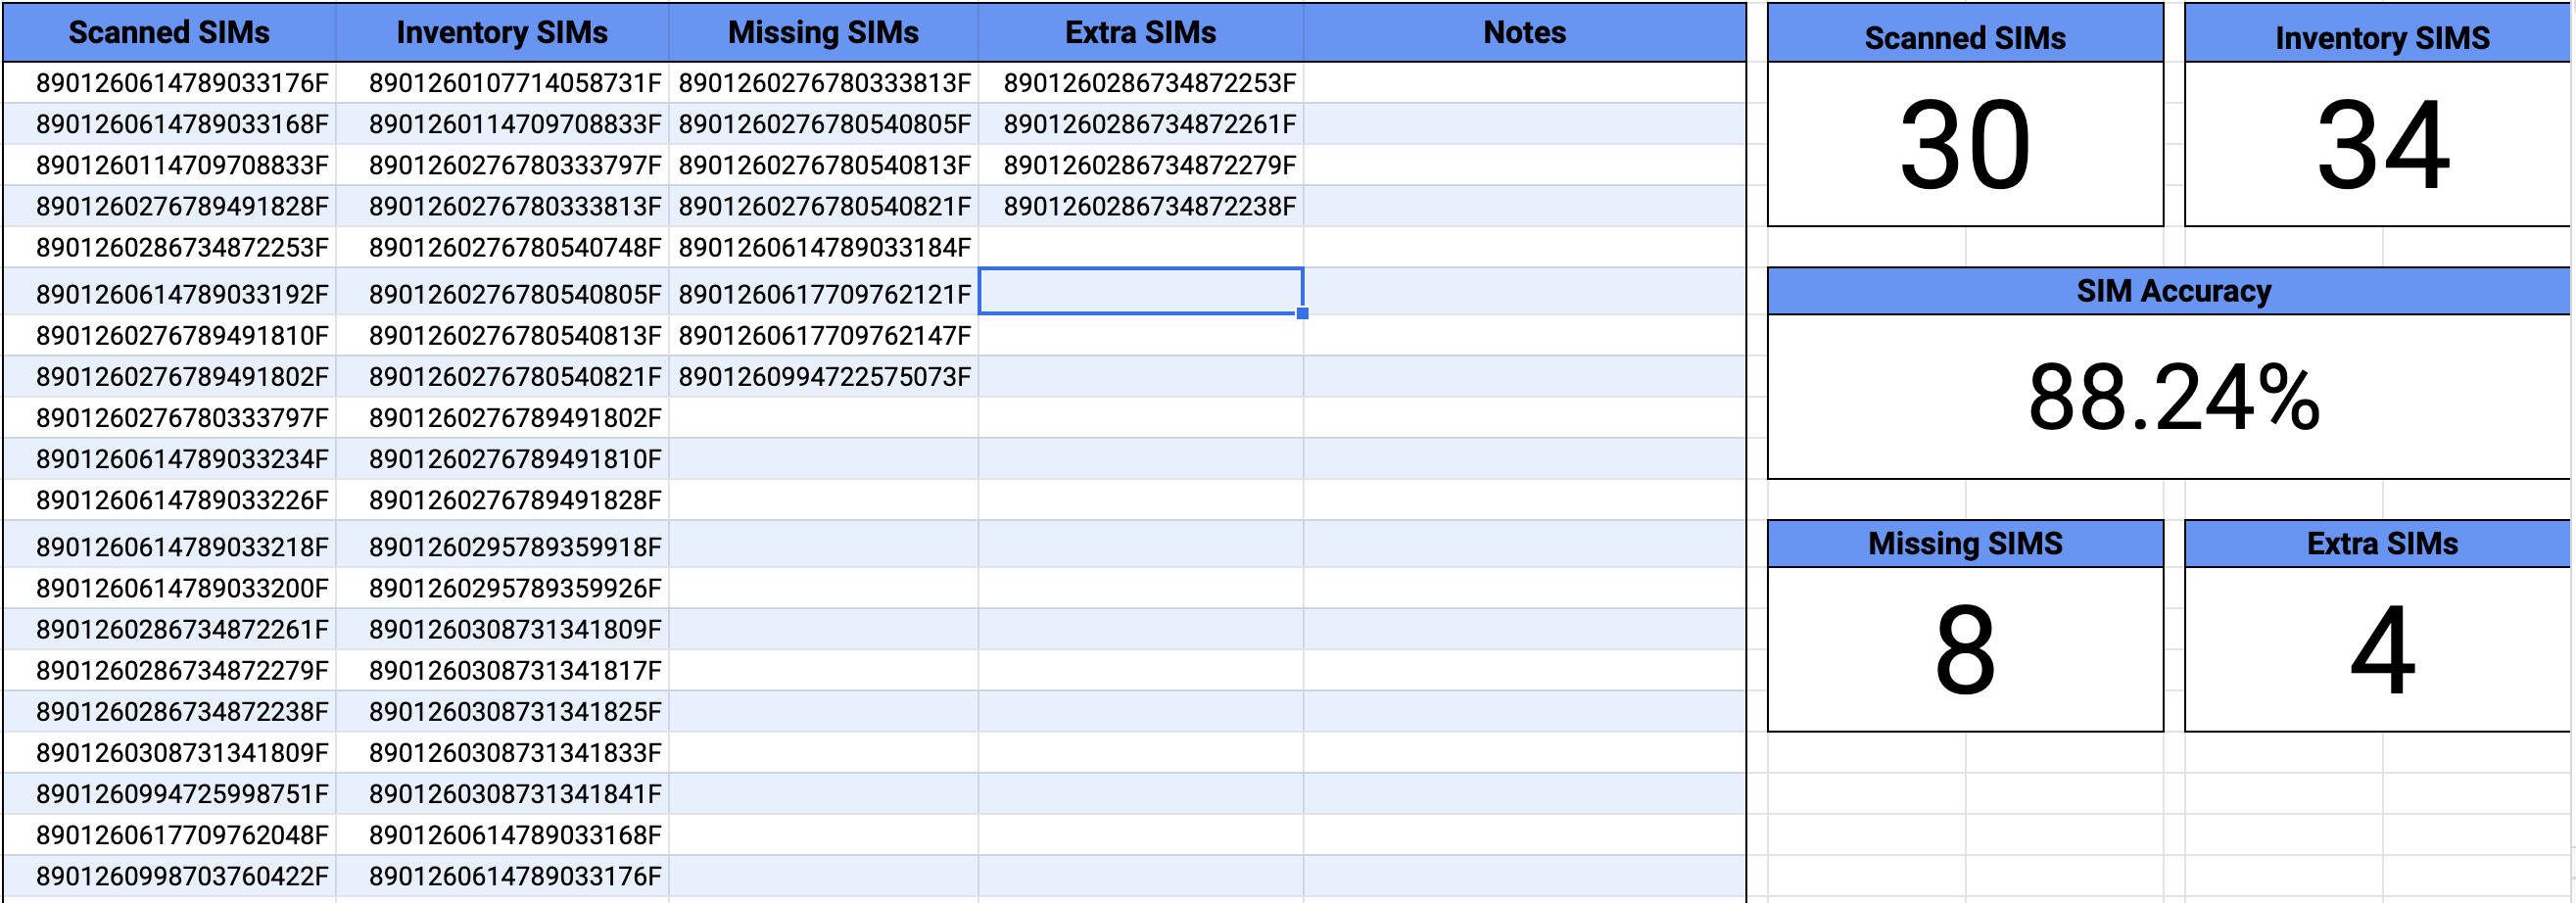 Scanned SIMs Inventory SIMs Missing SIMs Extra SIMs Notes Scanned SIMs Inventory SIMS
8901260614789033176F 8901260107714058731F 8901260276780333813F 8901260286734872253F
8901260614789033168F 8901260114709708833F 8901260276780540805F 8901260286734872261F
8901260114709708833F 8901260276780333797F 8901260276780540813F 8901260286734872279F 30 34
8901260276789491828F 8901260276780333813F 8901260276780540821F 8901260286734872238F
8901260286734872253F 8901260276780540748F 8901260614789033184F
8901260614789033192F 8901260276780540805F 8901260617709762121F SIM Accuracy
8901260276789491810F 8901260276780540813F 8901260617709762147F
8901260276789491802F 8901260276780540821F 8901260994722575073F 88.24%
8901260276780333797F 8901260276789491802F
8901260614789033234F 8901260276789491810F
8901260614789033226F 8901260276789491828F
8901260614789033218F 8901260295789359918F Missing SIMS Extra SIMs
8901260614789033200F 8901260295789359926F
8901260286734872261F 8901260308731341809F 8 4
8901260286734872279F 8901260308731341817F
8901260286734872238F 8901260308731341825F
8901260308731341809F 8901260308731341833F
8901260994725998751F 8901260308731341841F
8901260617709762048F 8901260614789033168F
8901260998703760422F 8901260614789033176F